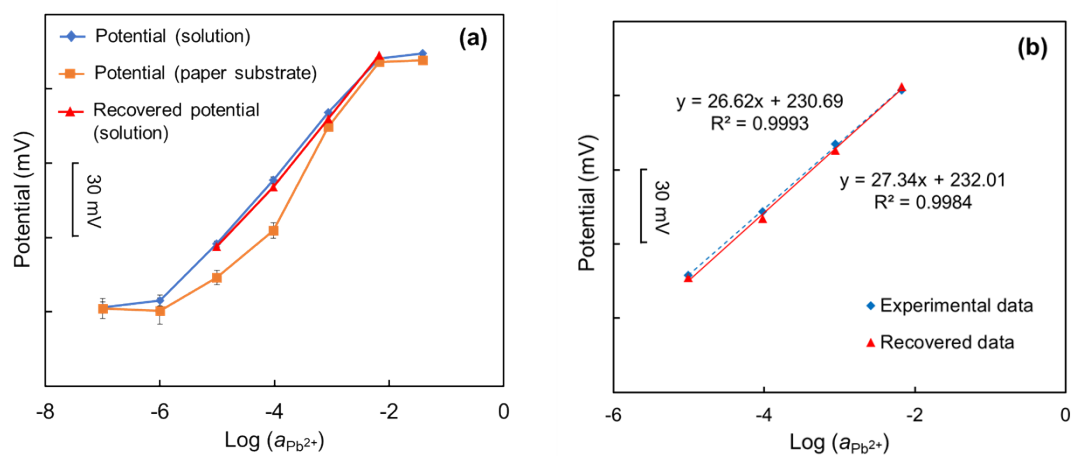 (a)
Potential (solution)
Potential (paper substrate)
Recovered potential
(solution)
30 mV
Potential (mV)
-8
-6
-4
-2
0
Log (aPb²⁺)
(b)
y = 26.62x + 230.69
R² = 0.9993
y = 27.34x + 232.01
R² = 0.9984
30 mV
Potential (mV)
Experimental data
Recovered data
-6
-4
-2
0
Log (aPb²⁺)